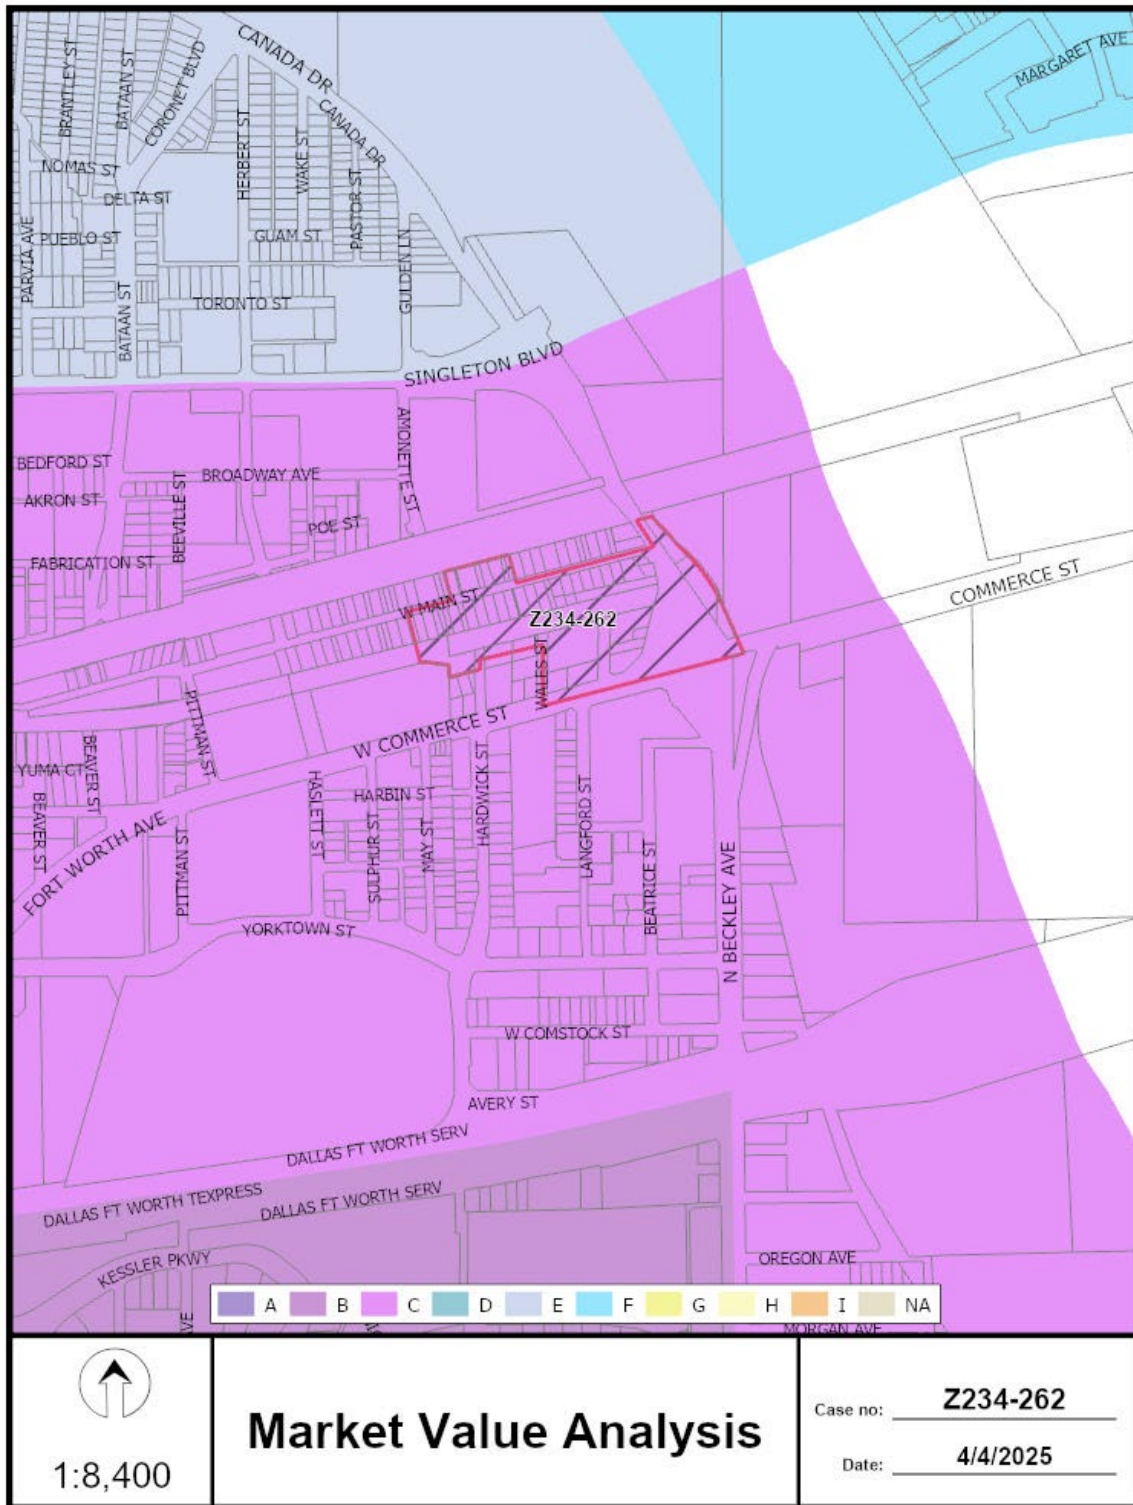 CANADA DR
BRANTLEY ST
BATAAN ST
CORONET BLVD
MARGARET AVE
CANADA DR
HERBERT ST
WAKE ST
PASTOR ST
NOMAS ST
DELTA ST
PARVIA AVE
PUEBLO ST
GUAM ST
GULDEN LN
BATAAN ST
TORONTO ST
SINGLETON BLVD
AMONETTE ST
BEDFORD ST
BROADWAY AVE
AKRON ST
BEEVILLE ST
POE ST
FABRICATION ST
COMMERCE ST
W MAIN ST
Z234-262
WALES ST
PITTMAN ST
W COMMERCE ST
BEAVER ST
YUMA CT
HASLETT ST
HARBIN ST
HARDWICK ST
LANGFORD ST
BEAVER ST
SULPHUR ST
MAY ST
FORT WORTH AVE
PITTMAN ST
BEATRICE ST
N BECKLEY AVE
YORKTOWN ST
W COMSTOCK ST
AVERY ST
DALLAS FT WORTH SERV
DALLAS FT WORTH TEXPRESS
DALLAS FT WORTH SERV
KESSLER PKWY
OREGON AVE
A B C D E F G H I NA
VE
MORGAN AVE
1:8,400
Market Value Analysis
Case no: Z234-262
Date: 4/4/2025